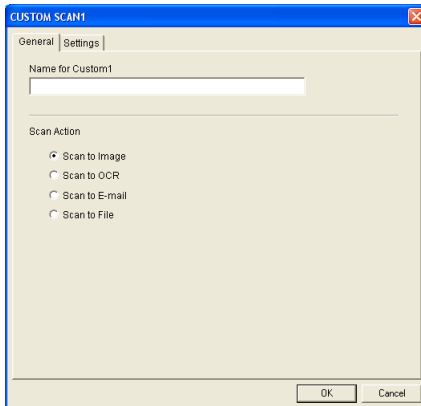 CUSTOM SCAN1
General Settings
Name for Custom1
Scan Action
Scan to Image
Scan to OCR
Scan to E-mail
Scan to File
OK Cancel